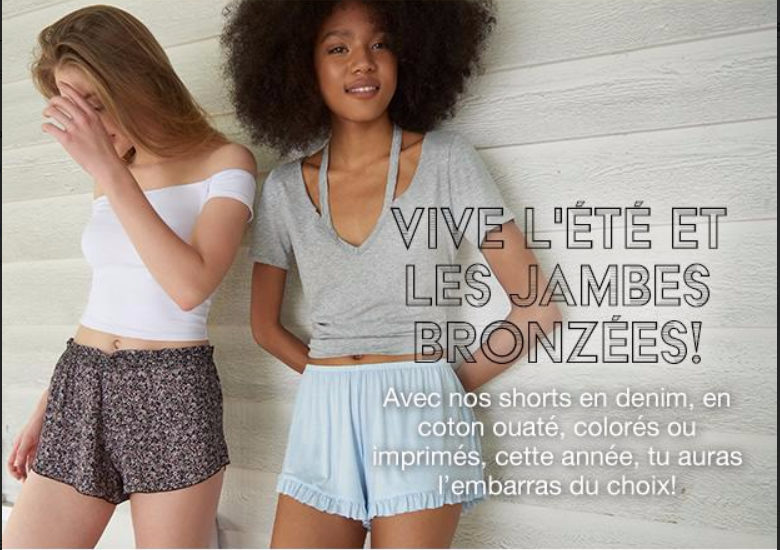 VIVE L'ÉTÉ ET
LES JAMBES
BRONZÉES!
Avec nos shorts en denim, en
coton ouaté, colorés ou
imprimés, cette année, tu auras
l'embarras du choix!